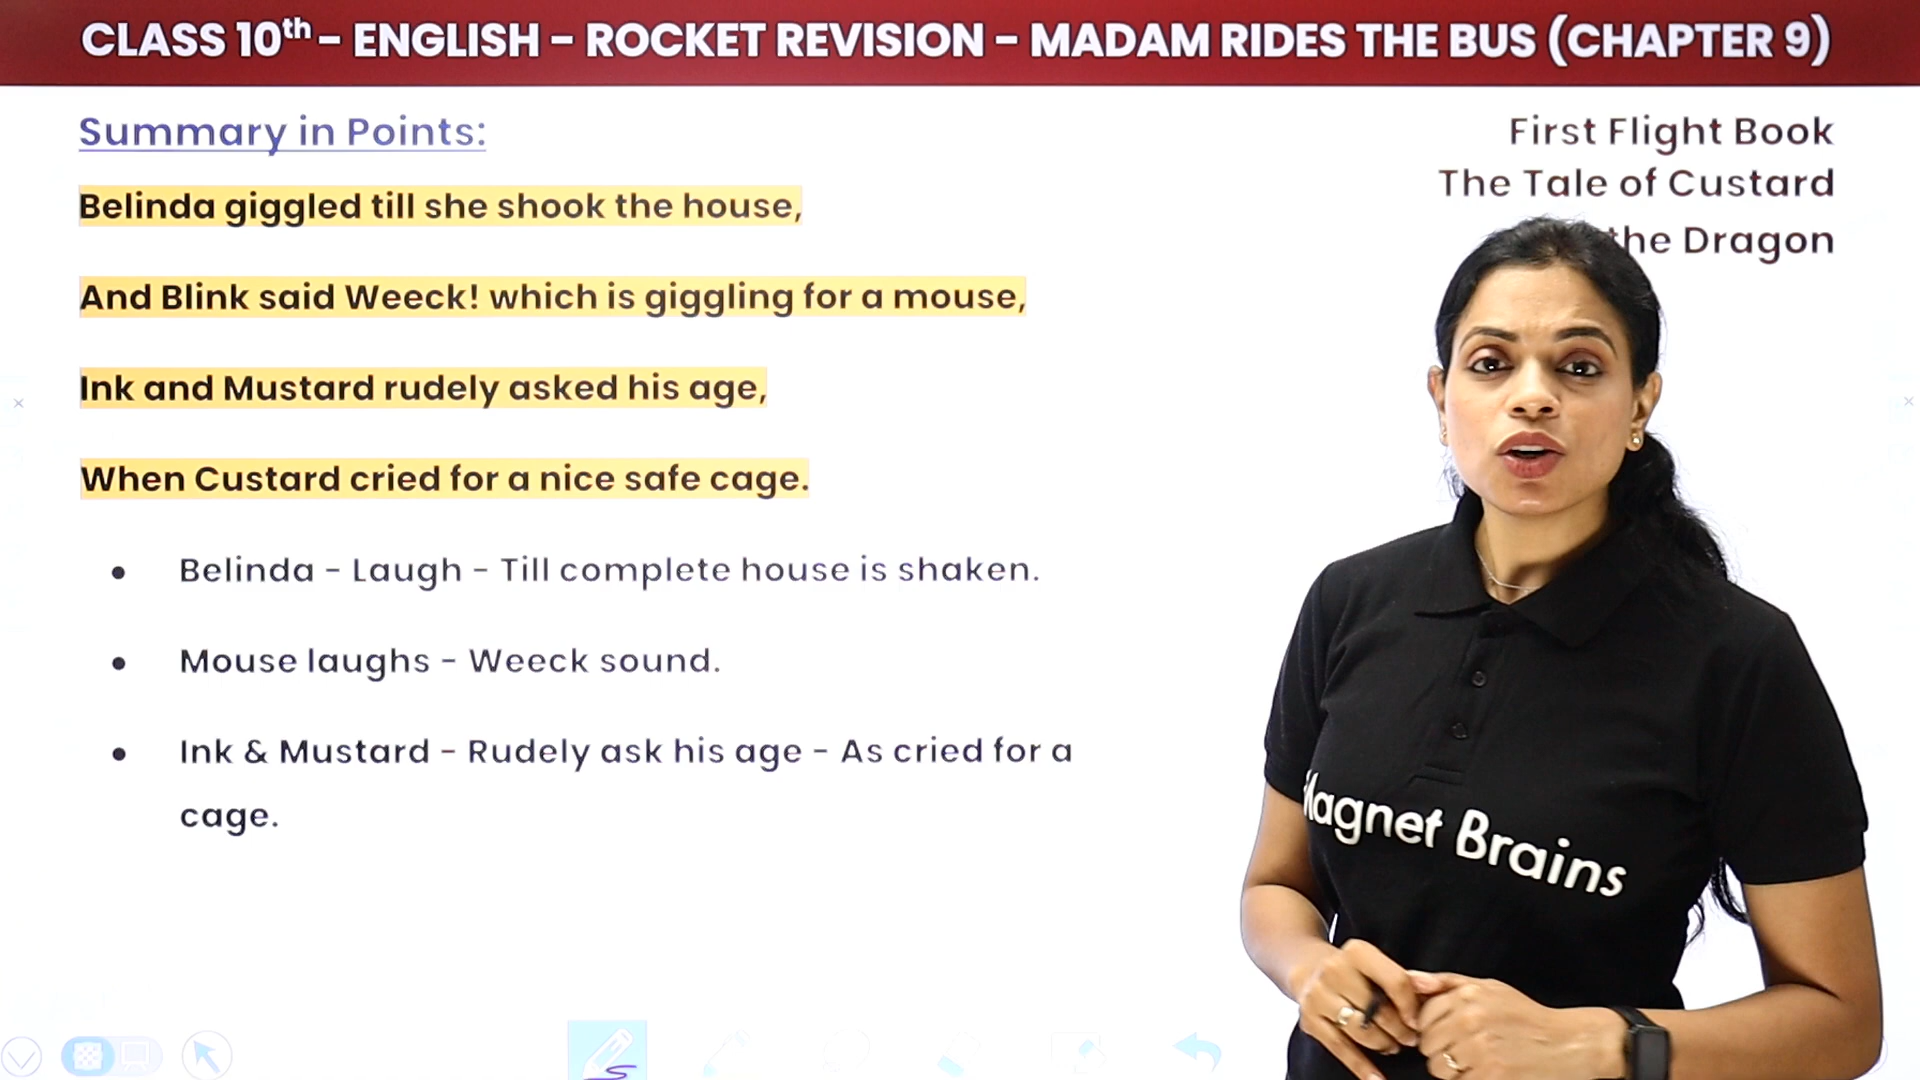 CLASS 10th - ENGLISH - ROCKET REVISION - MADAM RIDES THE BUS (CHAPTER 9)
Summary in Points:
First Flight Book
The Tale of Custard
the Dragon
Belinda giggled till she shook the house,
And Blink said Weeck! which is giggling for a mouse,
Ink and Mustard rudely asked his age,
When Custard cried for a nice safe cage.
• Belinda - Laugh - Till complete house is shaken.
• Mouse laughs - Weeck sound.
• Ink & Mustard - Rudely ask his age - As cried for a
cage.
Magnet Brains